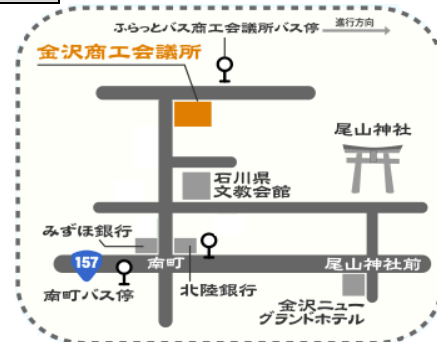 ふらっとバス商工会議所バス停
進行方向
金沢商工会議所
尾山神社
石川県
文教会館
みずほ銀行
157
南町
尾山神社前
南町バス停
北陸銀行
金沢ニュー
グランドホテル